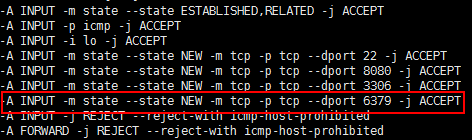 -A INPUT -m state --state ESTABLISHED,RELATED -j ACCEPT
-A INPUT -p icmp -j ACCEPT
-A INPUT -i lo -j ACCEPT
-A INPUT -m state --state NEW -m tcp -p tcp --dport 22 -j ACCEPT
-A INPUT -m state --state NEW -m tcp -p tcp --dport 8080 -j ACCEPT
-A INPUT -m state --state NEW -m tcp -p tcp --dport 3306 -j ACCEPT
-A INPUT -m state --state NEW -m tcp -p tcp --dport 6379 -j ACCEPT
-A INPUT -j REJECT --reject-with icmp-host-prohibited
-A FORWARD -j REJECT --reject-with icmp-host-prohibited